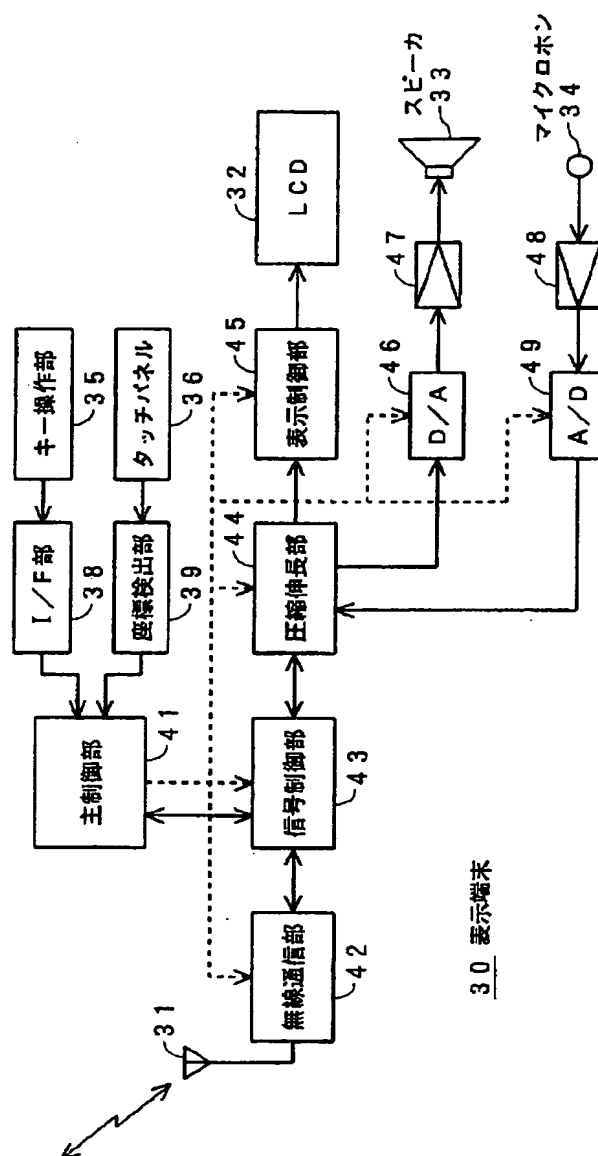 キー操作部
35
I/F部
38
タッチパネル
36
座標検出部
39
主制御部
41
LCD
32
表示制御部
45
圧縮伸長部
44
信号制御部
43
無線通信部
42
31
スピーカ
33
47
D/A
46
マイクロホン
34
48
A/D
49
30 表示端末